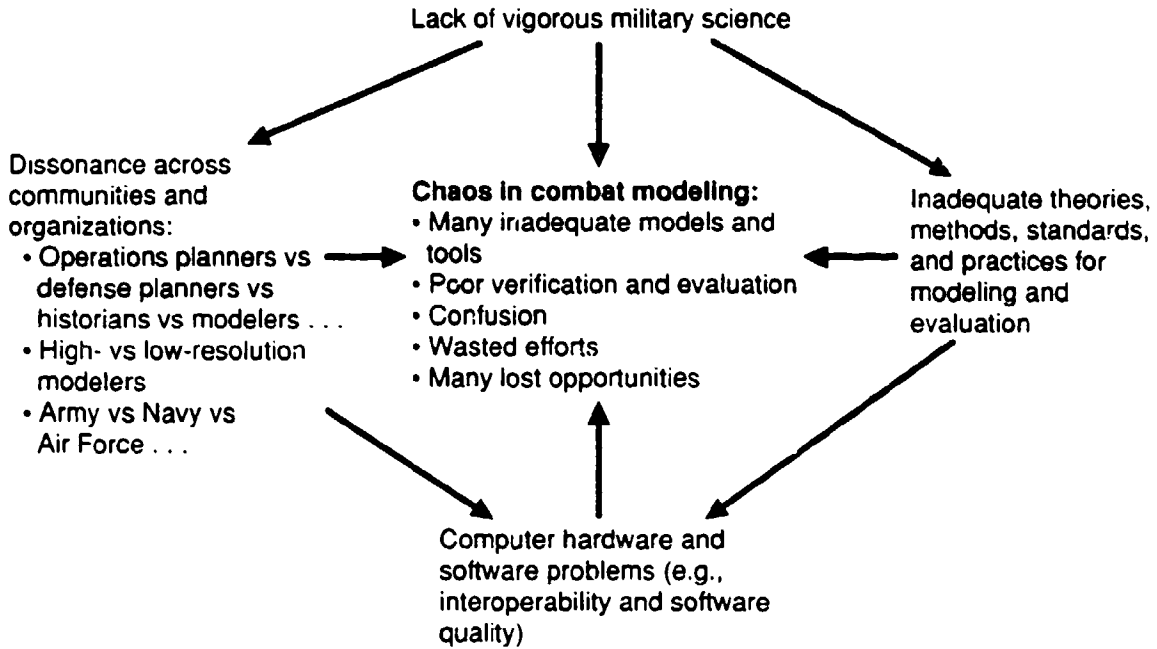 Lack of vigorous military science
Dissonance across
communities and
organizations:
• Operations planners vs
defense planners vs
historians vs modelers . . .
• High- vs low-resolution
modelers
• Army vs Navy vs
Air Force . . .
Chaos in combat modeling:
• Many inadequate models and
tools
• Poor verification and evaluation
• Confusion
• Wasted efforts
• Many lost opportunities
Inadequate theories,
methods, standards,
and practices for
modeling and
evaluation
Computer hardware and
software problems (e.g.,
interoperability and software
quality)